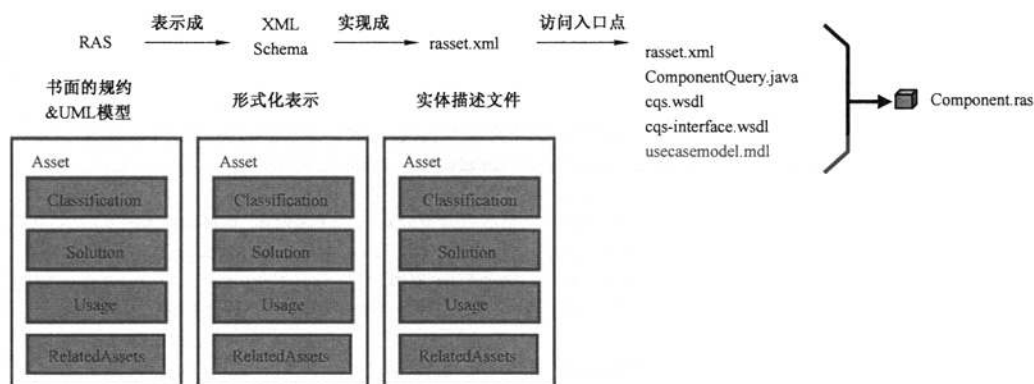 RAS
表示成
XML
Schema
实现成
rasset.xml
访问入口点
rasset.xml
ComponentQuery.java
cqs.wsdl
cqs-interface.wsdl
usecasemodel.mdl
Component.ras
书面的规约
&UML模型
形式化表示
实体描述文件
Asset
Classification
Solution
Usage
RelatedAssets
Asset
Classification
Solution
Usage
RelatedAssets
Asset
Classification
Solution
Usage
RelatedAssets